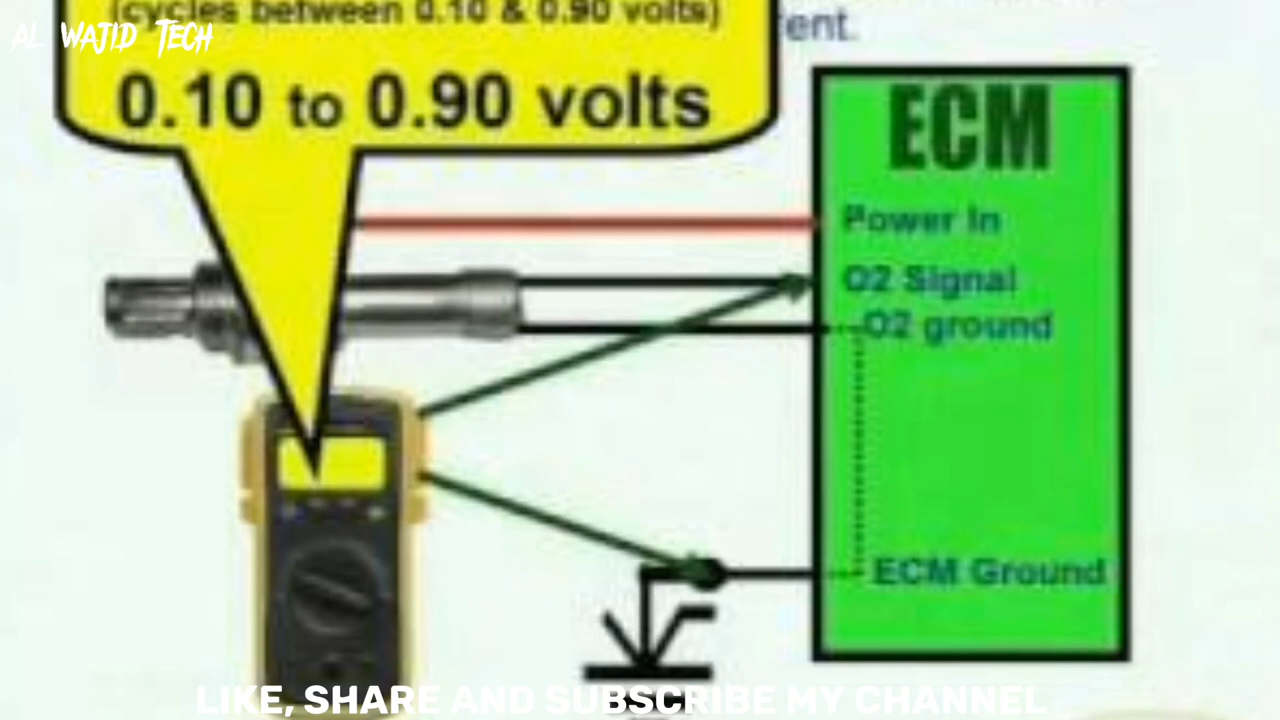 (cycles between 0.10 & 0.90 volts)
AL WAJID TECH
ent.
0.10 to 0.90 volts
ECM
Power In
O2 Signal
O2 ground
ECM Ground
LIKE, SHARE AND SUBSCRIBE MY CHANNEL